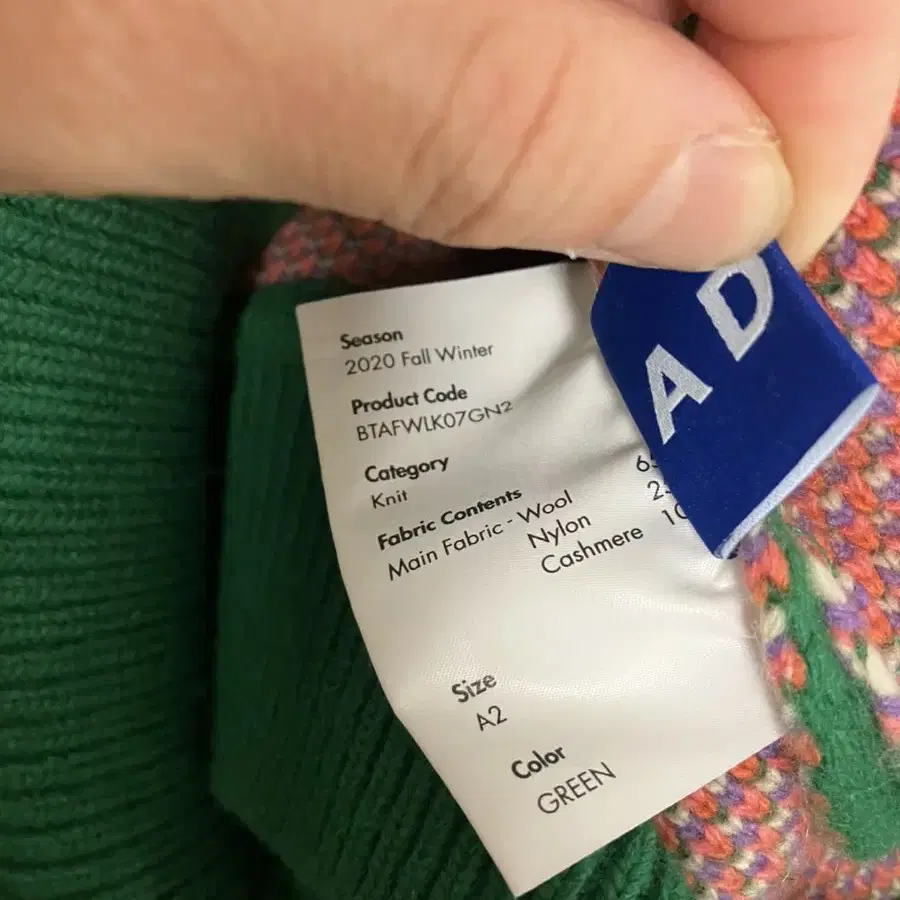 Season
2020 Fall Winter
Product Code
BTAFWLK07GN2
Category
Knit
Fabric Contents
Main Fabric - Wool
Nylon
Cashmere
Size
A2
Color
GREEN
A D